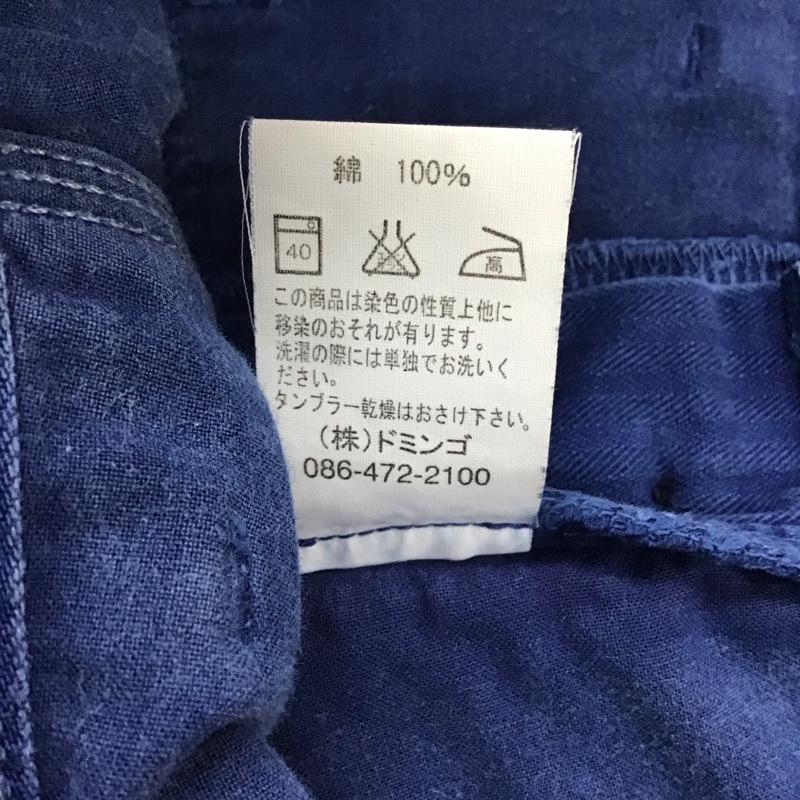 綿 100%
40
高
この商品は染色の性質上他に
移染のおそれが有ります。
洗濯の際には単独でお洗いく
ださい。
タンブラー乾燥はおさけ下さい。
(株)ドミンゴ
086-472-2100